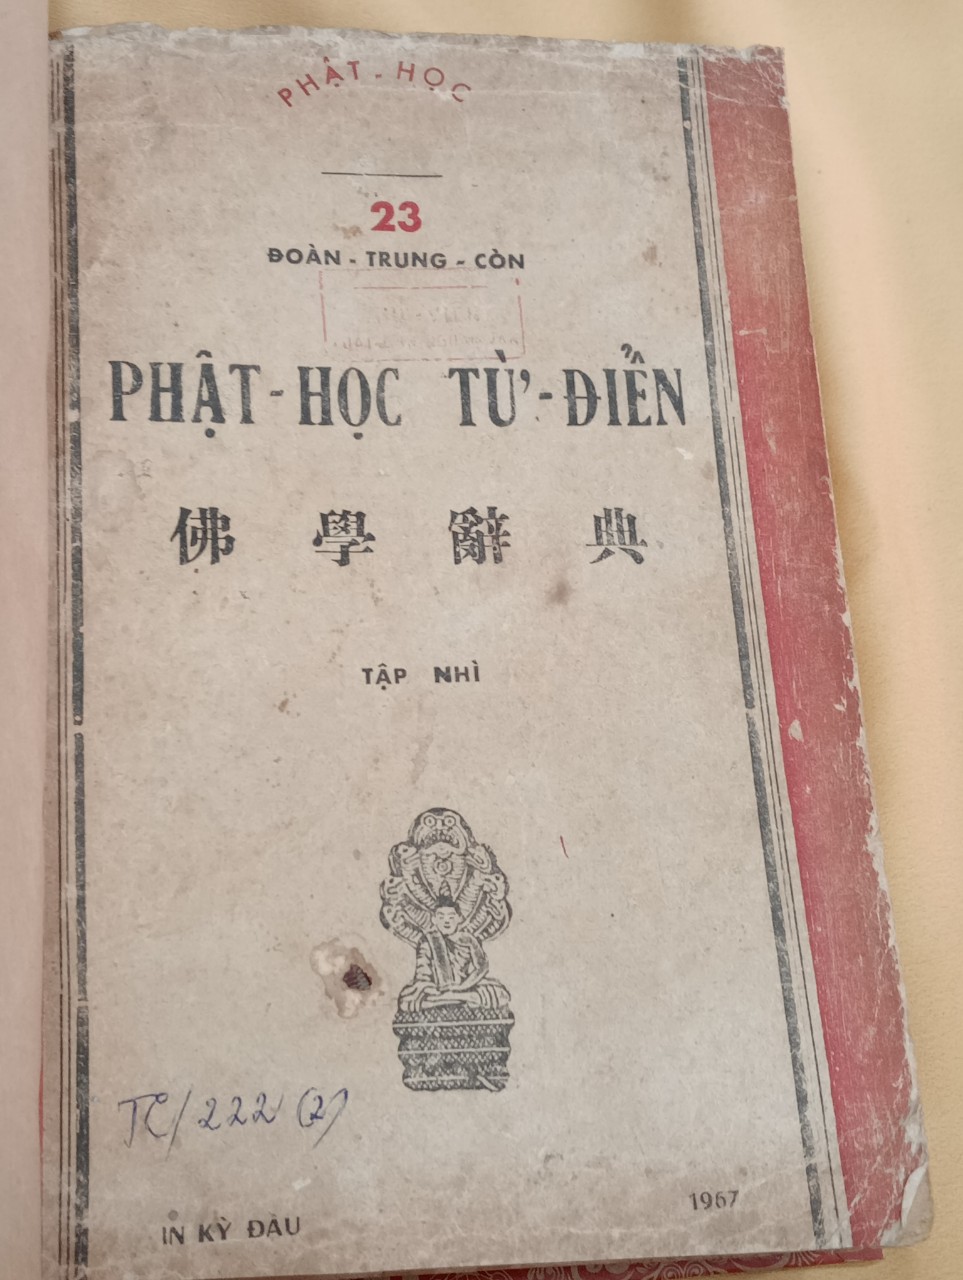 PHẬT - HỌC
23
ĐOÀN - TRUNG - CÒN
PHẬT - HỌC TỪ - ĐIỂN
佛 學 辭 典
TẬP NHÌ
TC/222 (2)
1967
IN KỲ ĐẦU